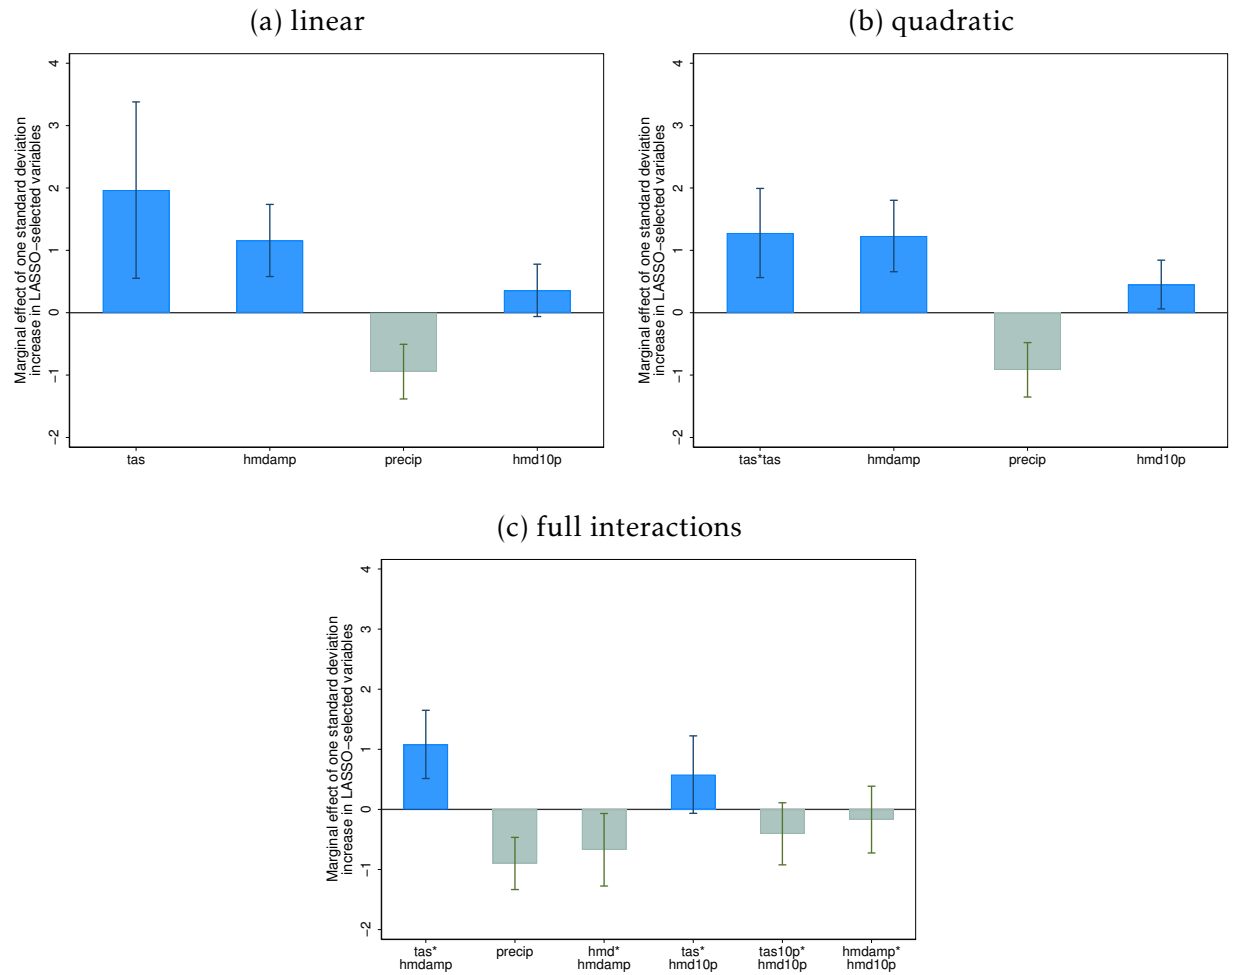 (a) linear
Marginal effect of one standard deviation
increase in LASSO−selected variables
4
3
2
1
0
−1
−2
tas
hmdamp
precip
hmd10p
(b) quadratic
Marginal effect of one standard deviation
increase in LASSO−selected variables
4
3
2
1
0
−1
−2
tas*tas
hmdamp
precip
hmd10p
(c) full interactions
Marginal effect of one standard deviation
increase in LASSO−selected variables
4
3
2
1
0
−1
−2
tas*
hmdamp
precip
hmd*
hmdamp
tas*
hmd10p
tas10p*
hmd10p
hmdamp*
hmd10p